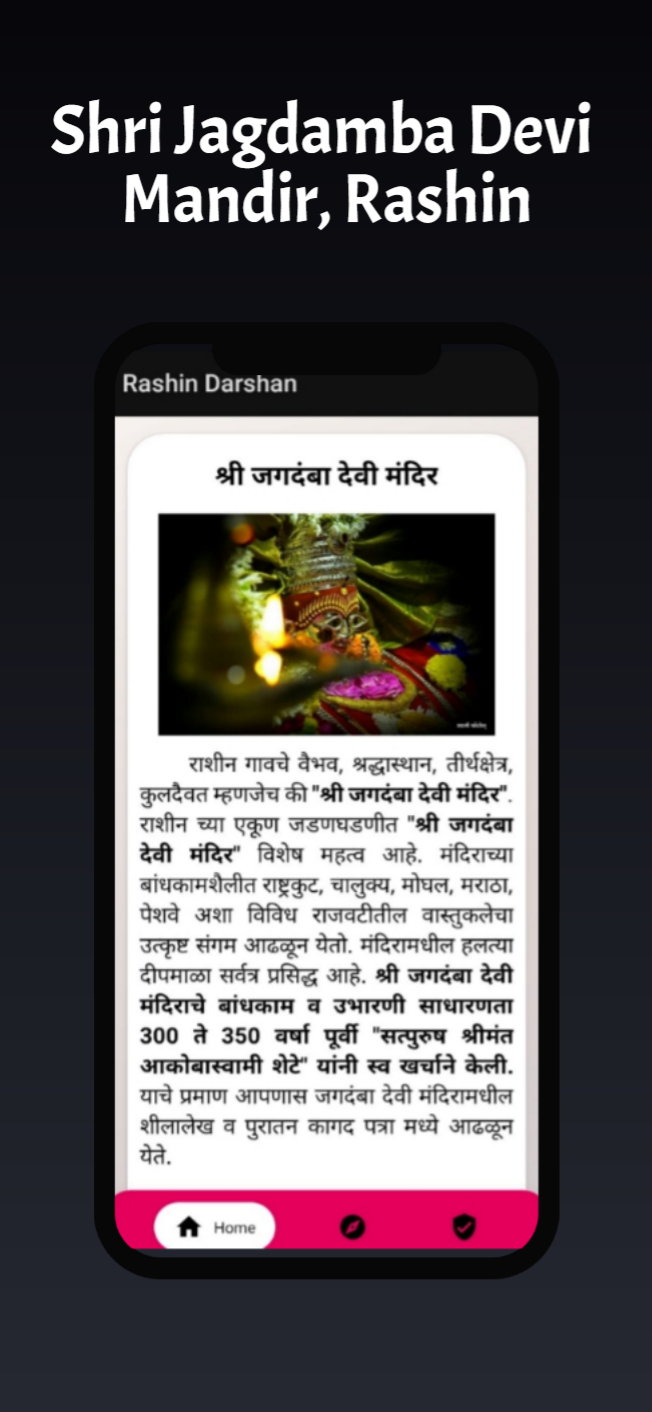 Shri Jagdamba Devi
Mandir, Rashin
Rashin Darshan
श्री जगदंबा देवी मंदिर
राशीन गावचे वैभव, श्रद्धास्थान, तीर्थक्षेत्र,
कुलदैवत म्हणजेच की "श्री जगदंबा देवी मंदिर".
राशीन च्या एकूण जडणघडणीत "श्री जगदंबा
देवी मंदिर" विशेष महत्व आहे. मंदिराच्या
बांधकामशैलीत राष्ट्रकुट, चालुक्य, मोघल, मराठा,
पेशवे अशा विविध राजवटीतील वास्तुकलेचा
उत्कृष्ट संगम आढळून येतो. मंदिरामधील हलत्या
दीपमाळा सर्वत्र प्रसिद्ध आहे. श्री जगदंबा देवी
मंदिराचे बांधकाम व उभारणी साधारणता
300 ते 350 वर्षा पूर्वी "सत्पुरुष श्रीमंत
आकोबास्वामी शेटे" यांनी स्व खर्चाने केली.
याचे प्रमाण आपणास जगदंबा देवी मंदिरामधील
शीलालेख व पुरातन कागद पत्रा मध्ये आढळून
येते.
Home